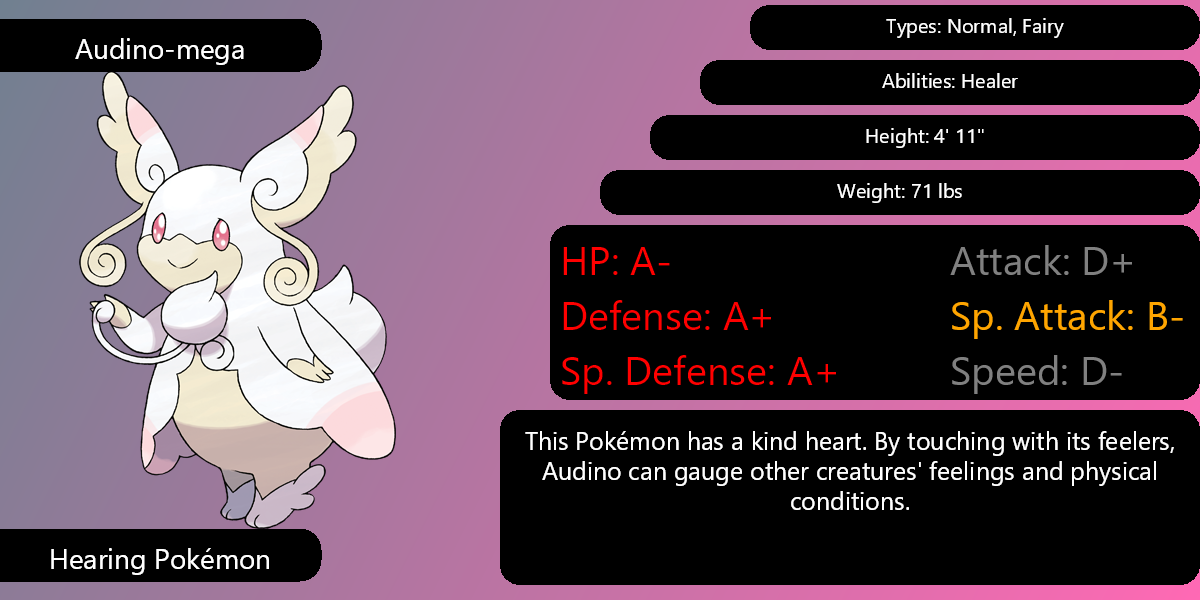 Audino-mega
Types: Normal, Fairy
Abilities: Healer
Height: 4' 11"
Weight: 71 lbs
HP: A-
Attack: D+
Defense: A+
Sp. Attack: B-
Sp. Defense: A+
Speed: D-
This Pokémon has a kind heart. By touching with its feelers,
Audino can gauge other creatures' feelings and physical
conditions.
Hearing Pokémon